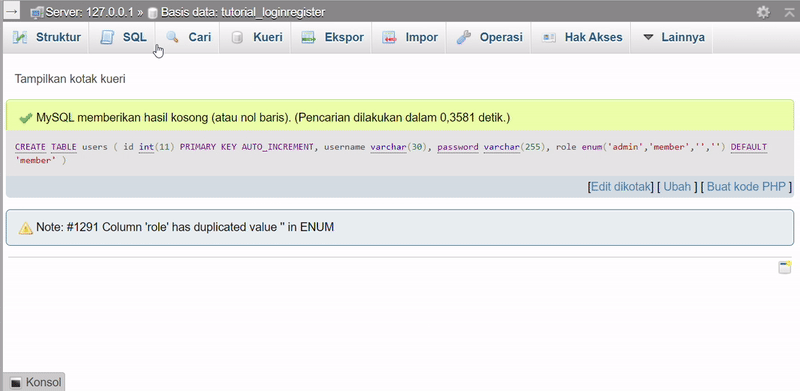 Server: 127.0.0.1 » Basis data: tutorial_loginregister
Struktur SQL Cari Kueri Ekspor Impor Operasi Hak Akses Lainnya
Tampilkan kotak kueri
MySQL memberikan hasil kosong (atau nol baris). (Pencarian dilakukan dalam 0,3581 detik.)
CREATE TABLE users ( id int(11) PRIMARY KEY AUTO_INCREMENT, username varchar(30), password varchar(255), role enum('admin','member','','') DEFAULT
'member' )
[Edit dikotak] [ Ubah ] [ Buat kode PHP ]
Note: #1291 Column 'role' has duplicated value '' in ENUM
Konsol